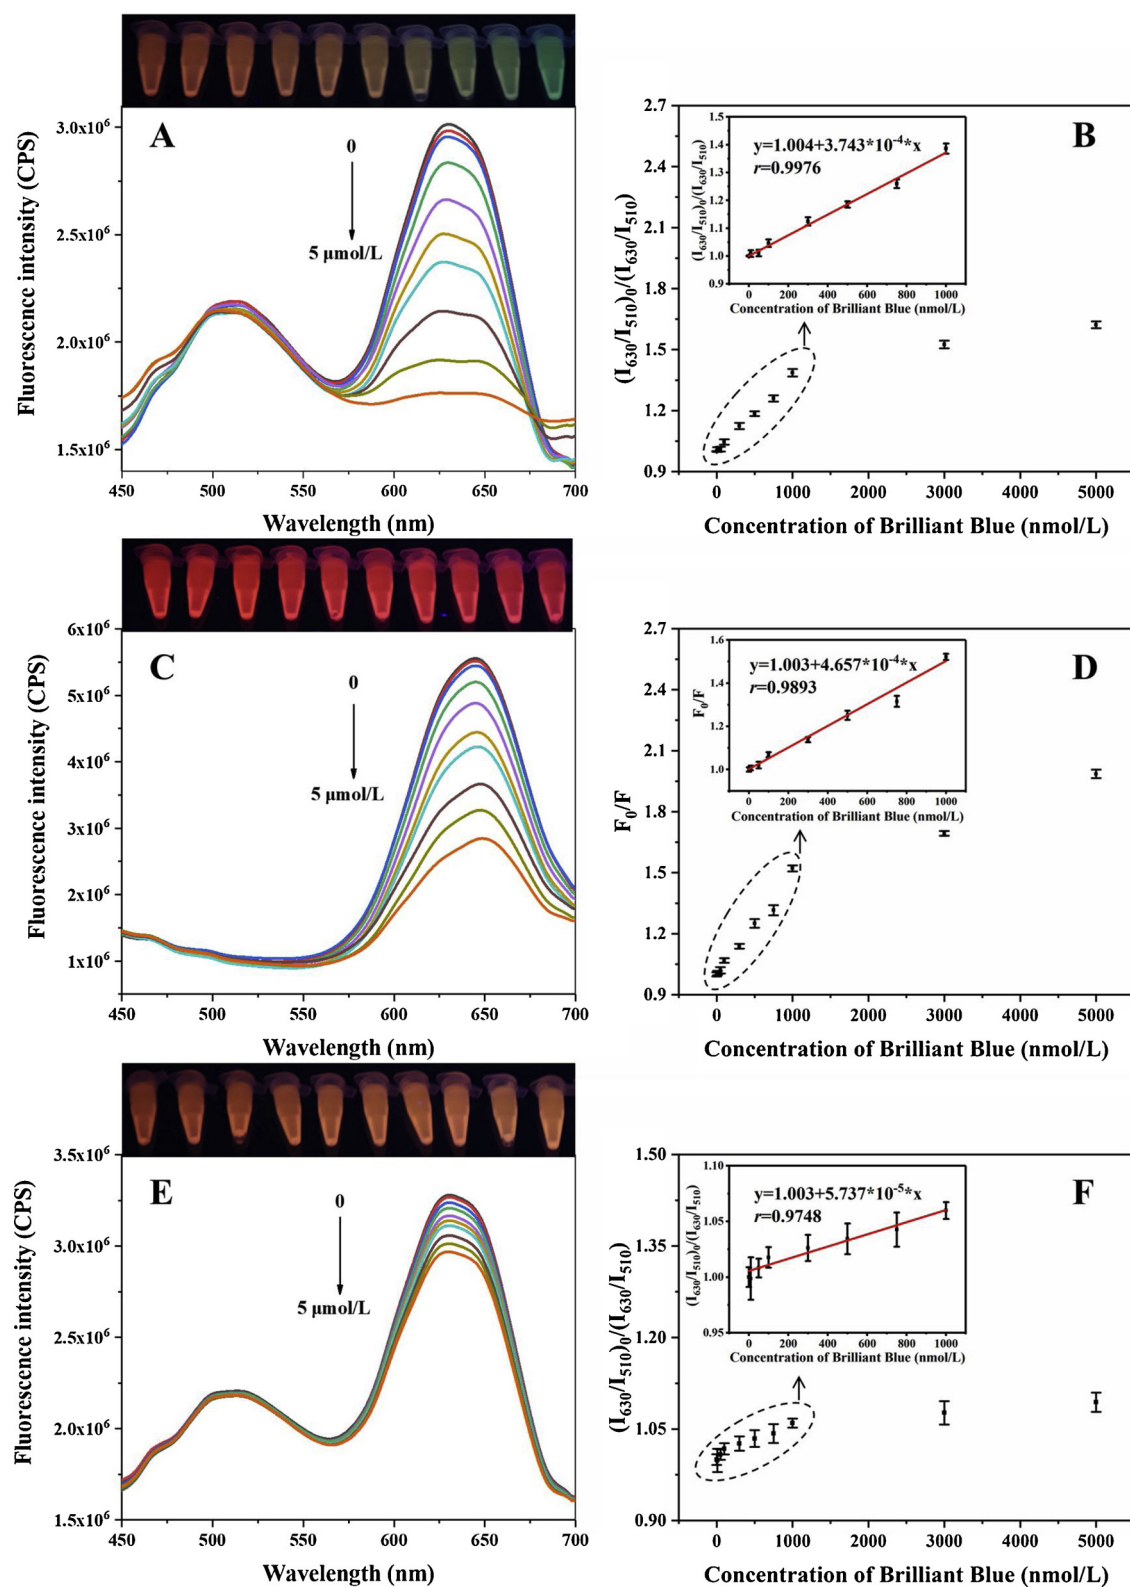 A
Fluorescence intensity (CPS)
3.0x10⁶
2.5x10⁶
2.0x10⁶
1.5x10⁶
0
5 μmol/L
450 500 550 600 650 700
Wavelength (nm)
B
(I₆₃₀/I₅₁₀)₀/(I₆₃₀/I₅₁₀)
2.7
2.4
2.1
1.8
1.5
1.2
0.9
y=1.004+3.743*10⁻⁴*x
r=0.9976
(I₆₃₀/I₅₁₀)₀/(I₆₃₀/I₅₁₀)
1.5
1.4
1.3
1.2
1.1
1.0
0.9
0 200 400 600 800 1000
Concentration of Brilliant Blue (nmol/L)
0 1000 2000 3000 4000 5000
Concentration of Brilliant Blue (nmol/L)
C
Fluorescence intensity (CPS)
6x10⁶
5x10⁶
4x10⁶
3x10⁶
2x10⁶
1x10⁶
0
5 μmol/L
450 500 550 600 650 700
Wavelength (nm)
D
F₀/F
2.7
2.4
2.1
1.8
1.5
1.2
0.9
y=1.003+4.657*10⁻⁴*x
r=0.9893
F₀/F
1.6
1.4
1.2
1.0
0 200 400 600 800 1000
Concentration of Brilliant Blue (nmol/L)
0 1000 2000 3000 4000 5000
Concentration of Brilliant Blue (nmol/L)
E
Fluorescence intensity (CPS)
3.5x10⁶
3.0x10⁶
2.5x10⁶
2.0x10⁶
1.5x10⁶
0
5 μmol/L
450 500 550 600 650 700
Wavelength (nm)
F
(I₆₃₀/I₅₁₀)₀/(I₆₃₀/I₅₁₀)
1.50
1.35
1.20
1.05
0.90
y=1.003+5.737*10⁻⁵*x
r=0.9748
(I₆₃₀/I₅₁₀)₀/(I₆₃₀/I₅₁₀)
1.10
1.05
1.00
0.95
0 200 400 600 800 1000
Concentration of Brilliant Blue (nmol/L)
0 1000 2000 3000 4000 5000
Concentration of Brilliant Blue (nmol/L)